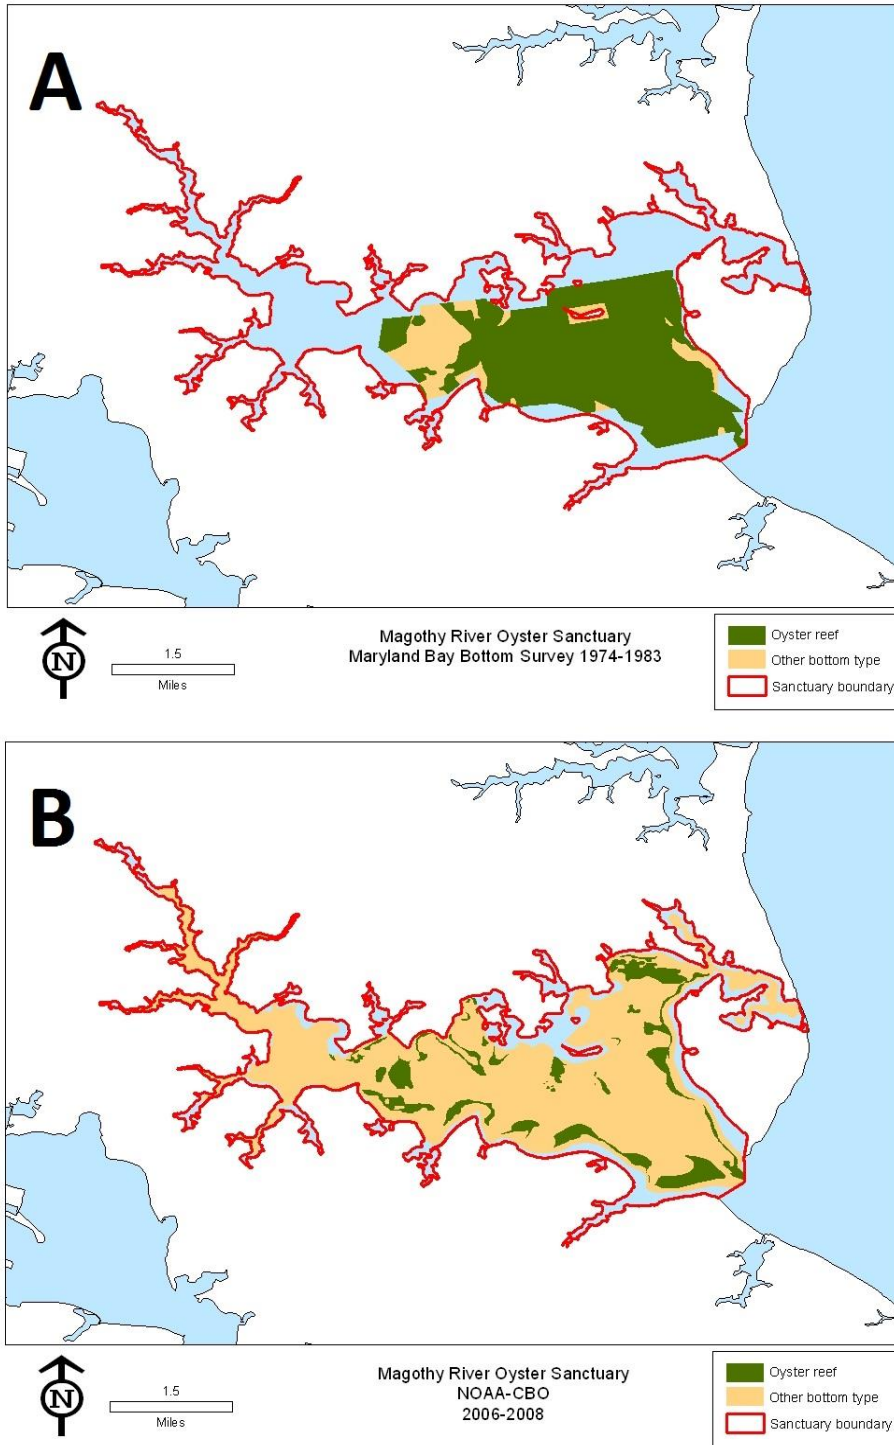 A
N
1.5
Miles
Magothy River Oyster Sanctuary
Maryland Bay Bottom Survey 1974-1983
Oyster reef
Other bottom type
Sanctuary boundary
B
N
1.5
Miles
Magothy River Oyster Sanctuary
NOAA-CBO
2006-2008
Oyster reef
Other bottom type
Sanctuary boundary